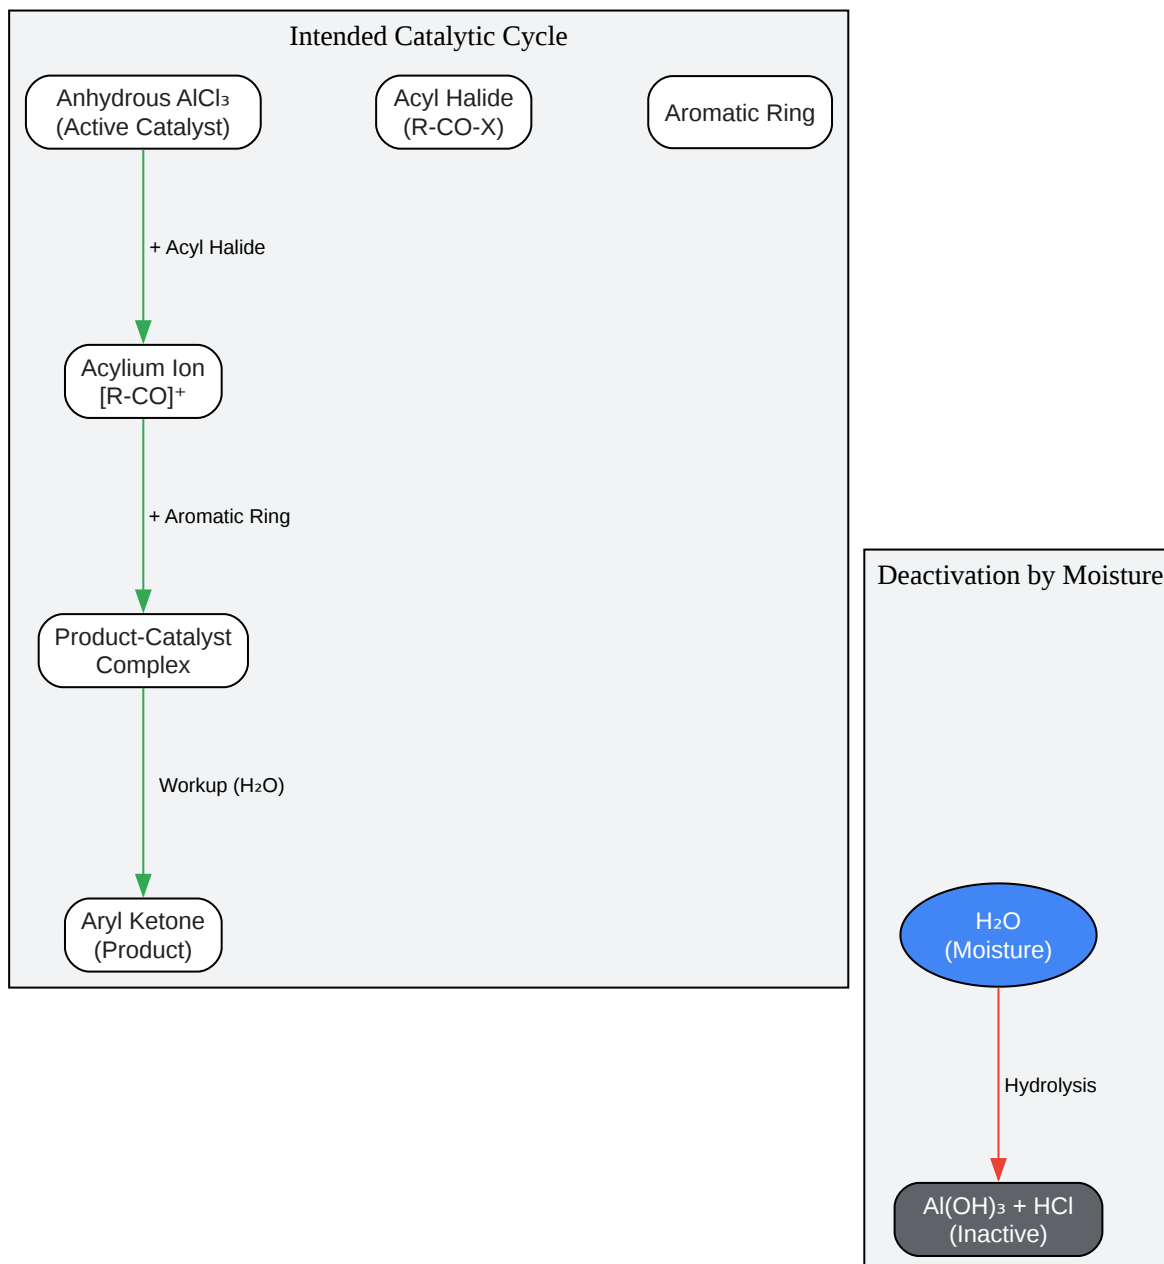 Intended Catalytic Cycle
Anhydrous AlCl₃
(Active Catalyst)
Acyl Halide
(R-CO-X)
Aromatic Ring
+ Acyl Halide
Acylium Ion
[R-CO]⁺
+ Aromatic Ring
Product-Catalyst
Complex
Workup (H₂O)
Aryl Ketone
(Product)
Deactivation by Moisture
H₂O
(Moisture)
Hydrolysis
Al(OH)₃ + HCl
(Inactive)